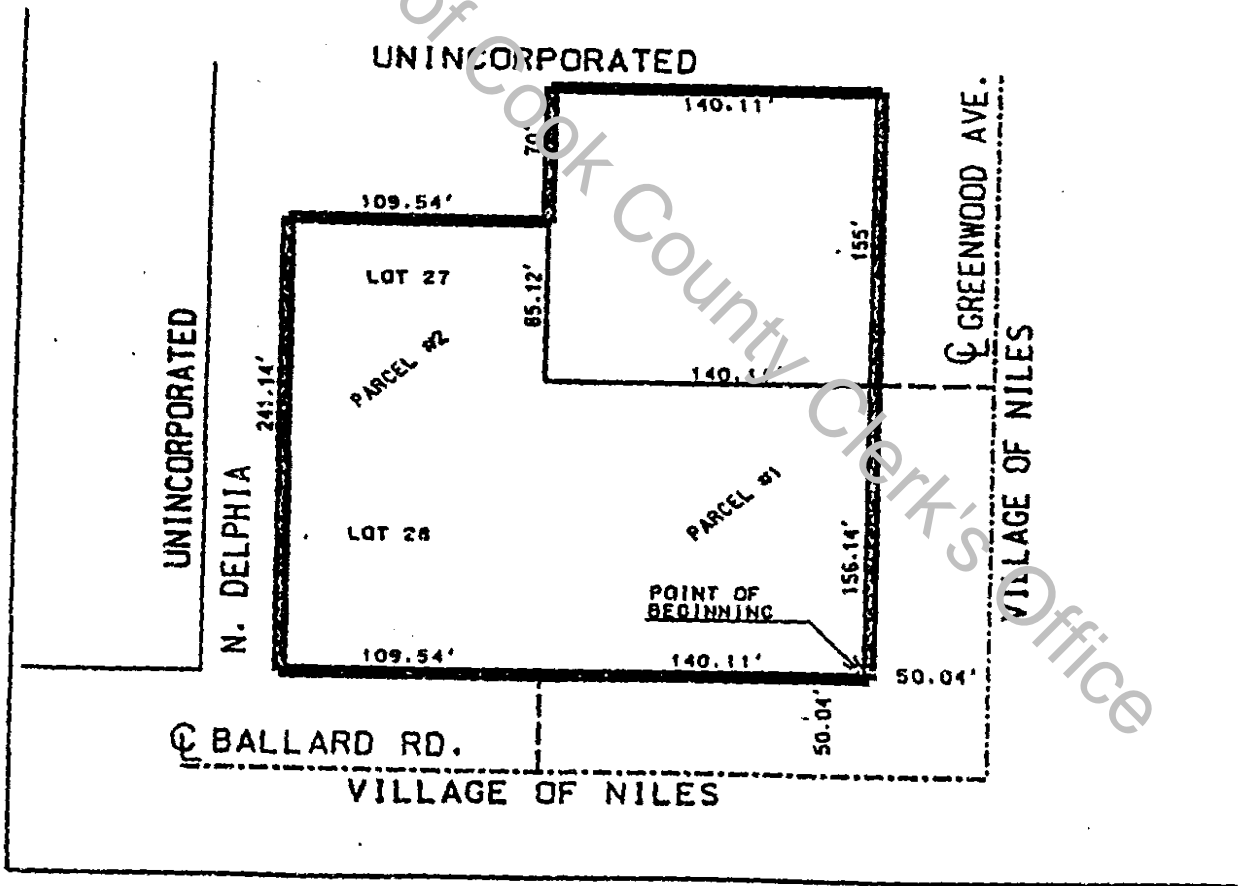 of Cook County Clerk's Office
UNINCORPORATED
140.11'
70'
109.54'
155'
℄ GREENWOOD AVE.
LOT 27
85.12'
PARCEL #2
241.14'
UNINCORPORATED
N. DELPHIA
VILLAGE OF NILES
PARCEL #1
LOT 28
156.14'
POINT OF
BEGINNING
109.54'
140.11'
50.04'
50.04'
℄ BALLARD RD.
VILLAGE OF NILES